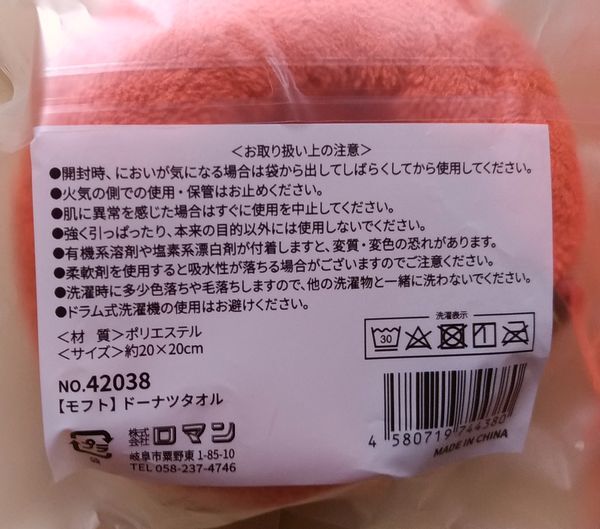 ＜お取り扱い上の注意＞
●開封時、においが気になる場合は袋から出してしばらくしてから使用してください。
●火気の側での使用・保管はお止めください。
●肌に異常を感じた場合はすぐに使用を中止してください。
●強く引っぱったり、本来の目的以外には使用しないでください。
●有機系溶剤や塩素系漂白剤が付着しますと、変質・変色の恐れがあります。
●柔軟剤を使用すると吸水性が落ちる場合がございますのでご注意ください。
●洗濯時に多少色落ちや毛落ちしますので、他の洗濯物と一緒に洗わないでください。
●ドラム式洗濯機の使用はお避けください。
＜材　質＞ポリエステル
＜サイズ＞約20×20cm
洗濯表示
30
NO.42038
【モフト】ドーナツタオル
プラ
株式会社 ロマン
岐阜市粟野東 1-85-10
TEL 058-237-4746
4 580719 744380
MADE IN CHINA